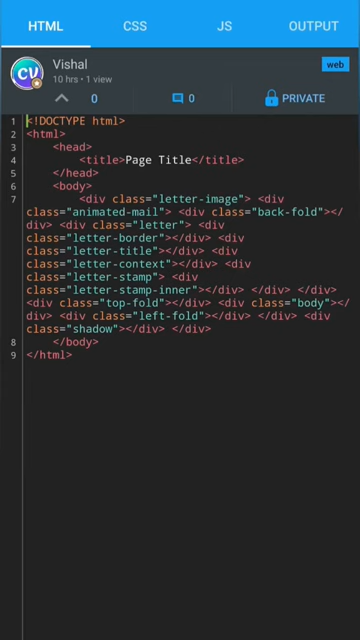 HTML CSS JS OUTPUT
CV
Vishal
10 hrs • 1 view
web
0 0 PRIVATE
1 <!DOCTYPE html>
2 <html>
3 <head>
4 <title>Page Title</title>
5 </head>
6 <body>
7 <div class="letter-image"> <div
class="animated-mail"> <div class="back-fold"></
div> <div class="letter"> <div
class="letter-border"></div> <div
class="letter-title"></div> <div
class="letter-context"></div> <div
class="letter-stamp"> <div
class="letter-stamp-inner"></div> </div> </div>
<div class="top-fold"></div> <div class="body"></
div> <div class="left-fold"></div> </div> <div
class="shadow"></div> </div>
8 </body>
9 </html>